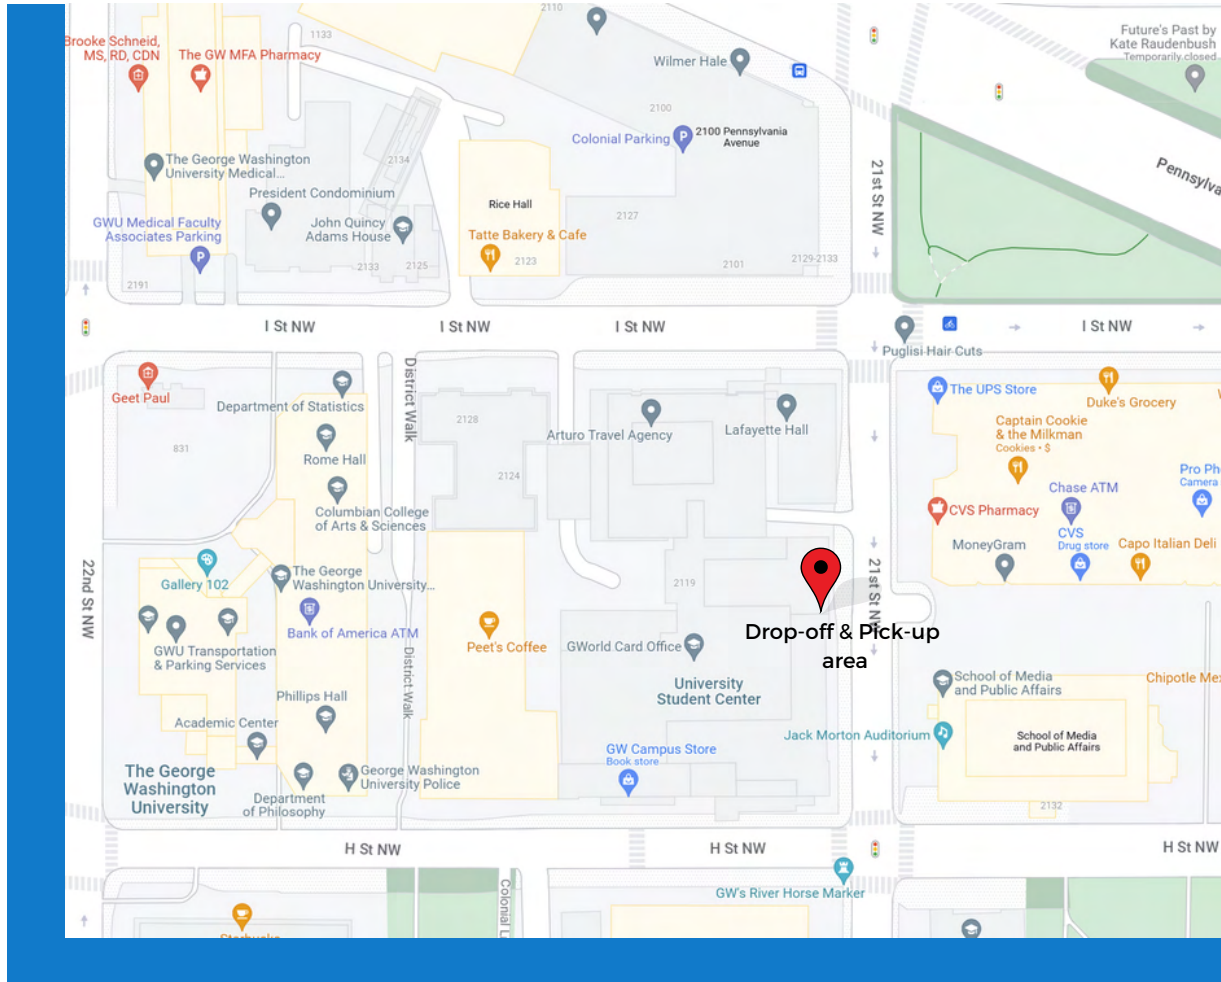 2110
Future's Past by
Kate Raudenbush
Temporarily closed
1133
Brooke Schneid,
MS, RD, CDN
The GW MFA Pharmacy
Wilmer Hale
2100
Colonial Parking
2100 Pennsylvania
Avenue
2134
The George Washington
University Medical...
President Condominium
John Quincy
Adams House
GWU Medical Faculty
Associates Parking
Rice Hall
Tatte Bakery & Cafe
2123
2127
2101
2129-2133
2133
2125
2191
21st St NW
Pennsylva
I St NW
I St NW
I St NW
I St NW
Puglisi Hair Cuts
Geet Paul
831
Department of Statistics
Rome Hall
Columbian College
of Arts & Sciences
District Walk
2128
2124
Arturo Travel Agency
Lafayette Hall
The UPS Store
Duke's Grocery
Captain Cookie
& the Milkman
Cookies • $
Chase ATM
Pro Ph
Camera
CVS Pharmacy
CVS
Drug store
MoneyGram
Capo Italian Deli
22nd St NW
Gallery 102
The George
Washington University...
Bank of America ATM
GWU Transportation
& Parking Services
2119
Peet's Coffee
GWorld Card Office
University
Student Center
21st St NW
Drop-off & Pick-up
area
District Walk
Phillips Hall
Academic Center
School of Media
and Public Affairs
Chipotle Mex
Jack Morton Auditorium
School of Media
and Public Affairs
GW Campus Store
Book store
The George
Washington
University
George Washington
University Police
Department
of Philosophy
2132
H St NW
H St NW
H St NW
GW's River Horse Marker
Colonial